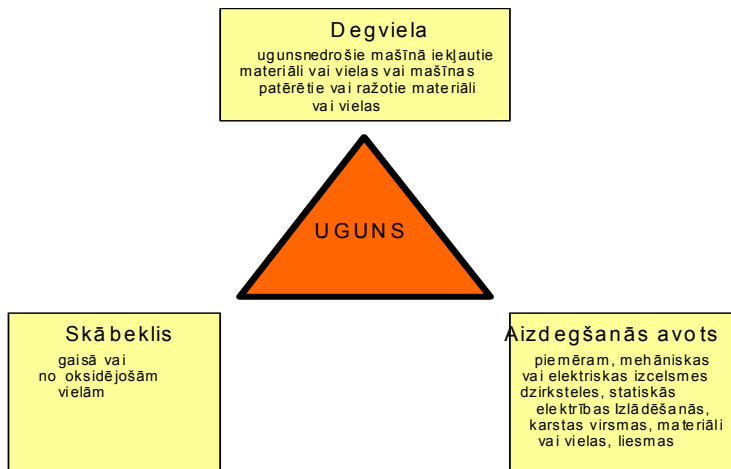 Degviela
ugunsnedrošie mašīnā iekļautie
materiāli vai vielas vai mašīnas
patērētie vai ražotie materiāli
vai vielas
UGUNS
Skābeklis
gaisā vai
no oksidējošām
vielām
Aizdegšanās avots
piemēram, mehāniskas
vai elektriskas izcelsmes
dzirksteles, statiskās
elektrības Izlādēšanās,
karstas virsmas, materiāli
vai vielas, liesmas